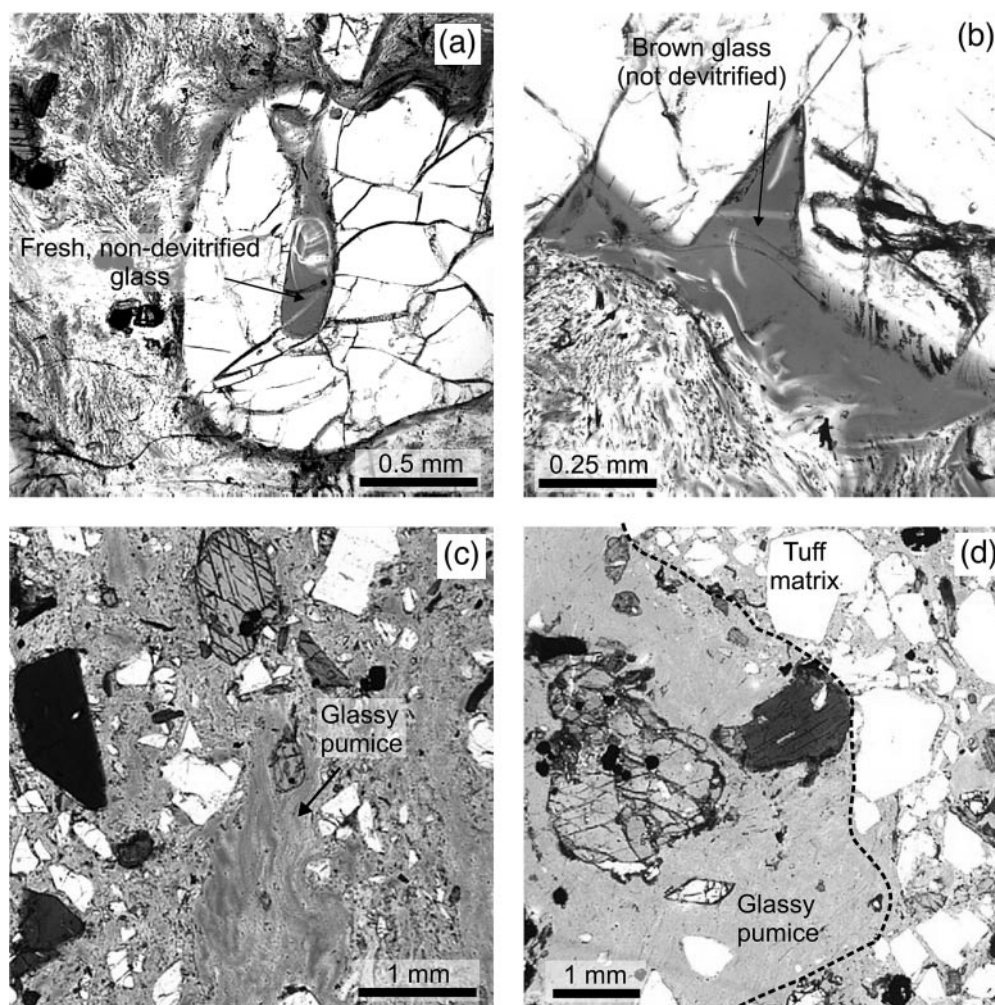 (a)
Fresh, non-devitrified
glass
0.5 mm
(b)
Brown glass
(not devitrified)
0.25 mm
(c)
Glassy
pumice
1 mm
(d)
Tuff
matrix
Glassy
pumice
1 mm